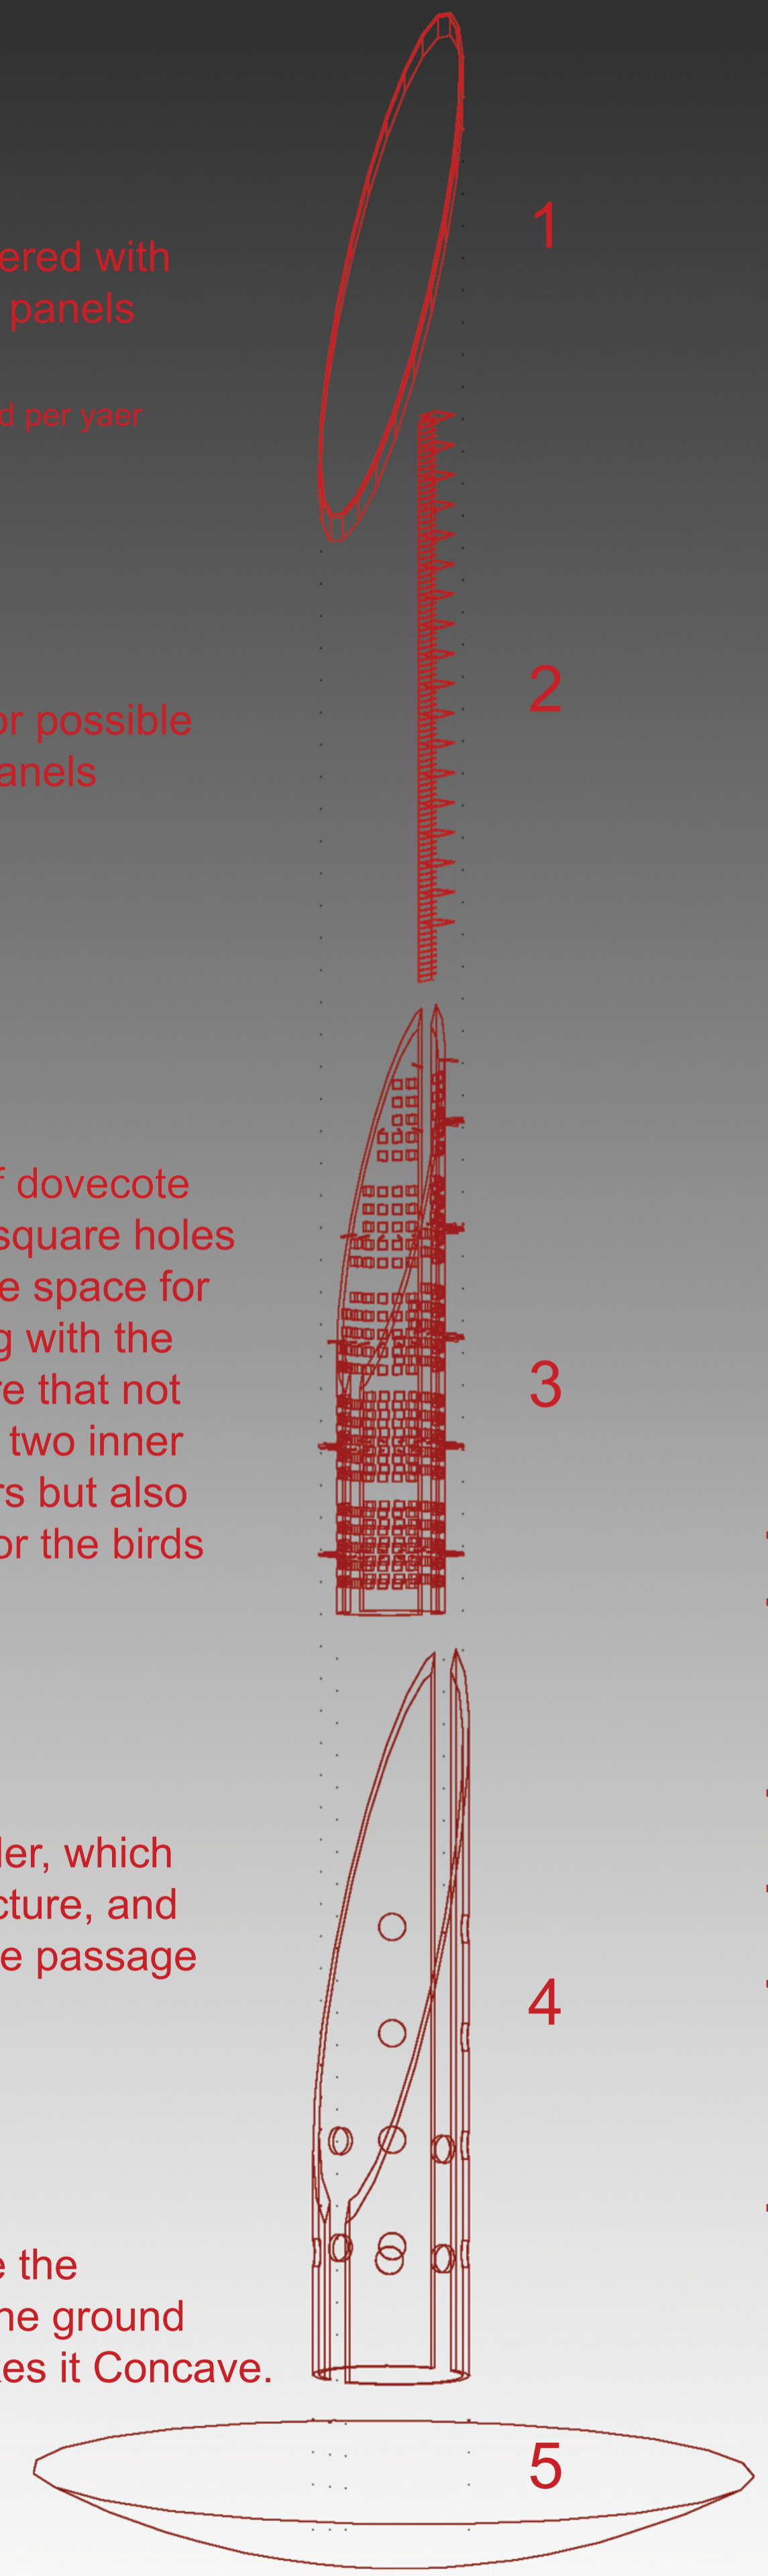 1
ered with
panels
d per yaer
2
or possible
anels
f dovecote
square holes
e space for
g with the
re that not
two inner
rs but also
or the birds
3
ler, which
cture, and
e passage
4
e the
he ground
kes it Concave.
5